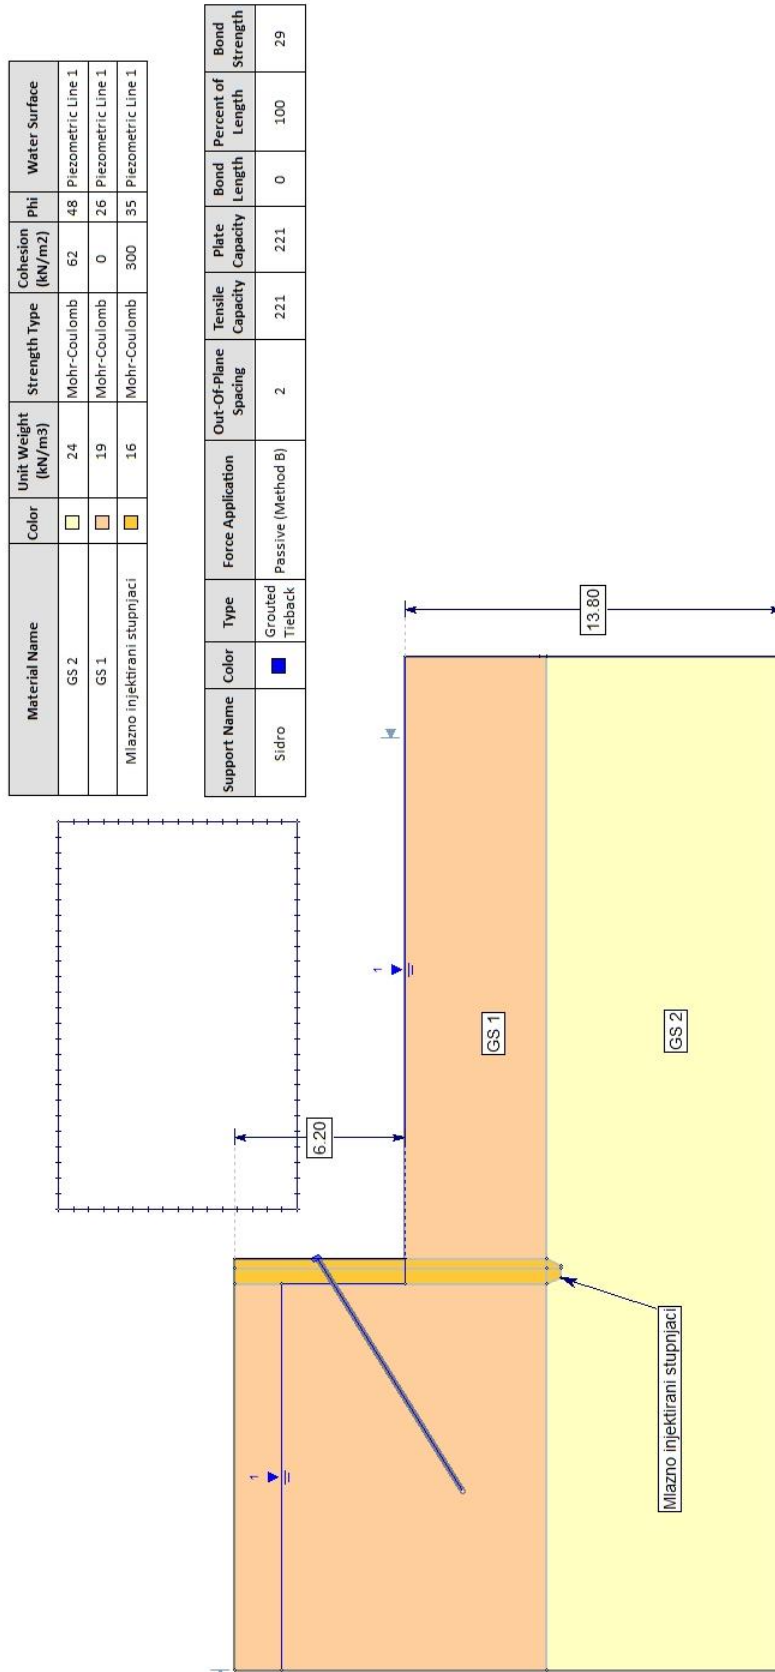 Material Name | Color | Unit Weight (kN/m3) | Strength Type | Cohesion (kN/m2) | Phi | Water Surface
GS 2 | 24 | Mohr-Coulomb | 62 | 48 | Piezometric Line 1
GS 1 | 19 | Mohr-Coulomb | 0 | 26 | Piezometric Line 1
Mlazno injektirani stupnjaci | 16 | Mohr-Coulomb | 300 | 35 | Piezometric Line 1
Support Name | Color | Type | Force Application | Out-Of-Plane Spacing | Tensile Capacity | Plate Capacity | Bond Length | Percent of Length | Bond Strength
Sidro | Grouted Tieback | Passive (Method B) | 2 | 221 | 221 | 0 | 100 | 29
6.20
1
1
13.80
GS 1
GS 2
Mlazno injektirani stupnjaci